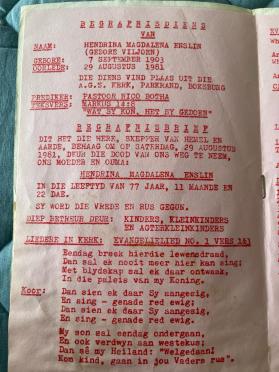 BEGRAFNISDIENS
VAN
NAAM: HENDRINA MAGDALENA ENSLIN
(GEBORE VILJOEN)
GEBORE: 7 SEPTEMBER 1903
OORLEDE: 29 AUGUSTUS 1981
DIE DIENS VIND PLAAS UIT DIE
A.G.S. KERK, PARKRAND, BOKSBURG
PREDIKER: PASTOOR NICO BOTHA
TEKSVERS: MARKUS 14:8
"WAT SY KON, HET SY GEDOEN"
BEGRAFNISBRIEF
DIT HET DIE HERE, SKEPPER VAN HEMEL EN
AARDE, BEHAAG OM OP SATERDAG, 29 AUGUSTUS
1981, DEUR DIE DOOD VAN ONS WEG TE NEEM,
ONS MOEDER EN OUMA:
HENDRINA MAGDALENA ENSLIN
IN DIE LEEFTYD VAN 77 JAAR, 11 MAANDE EN
22 DAE.
SY WORD DIE VREDE EN RUS GEGUN.
DIEP BETREUR DEUR: KINDERS, KLEINKINDERS
EN AGTERKLEINKINDERS
LIEDERE IN KERK: EVANGELIELIED NO. 1 VERS 1&3
Eendag breek hierdie lewensdraad,
Dan sal ek nooit meer hier kan sing;
Met blydskap sal ek daar ontwaak,
In die paleis van my Koning.
Koor: Dan sien ek daar Sy aangesig,
En sing - genade red ewig;
Dan sien ek daar Sy aangesig,
En sing - genade red ewig.
My son sal eendag ondergaan,
En ook verdwyn aan westekus;
Dan sê my Heiland: "Welgedaan!
Kom kind, gaan in jou Vaders rus".